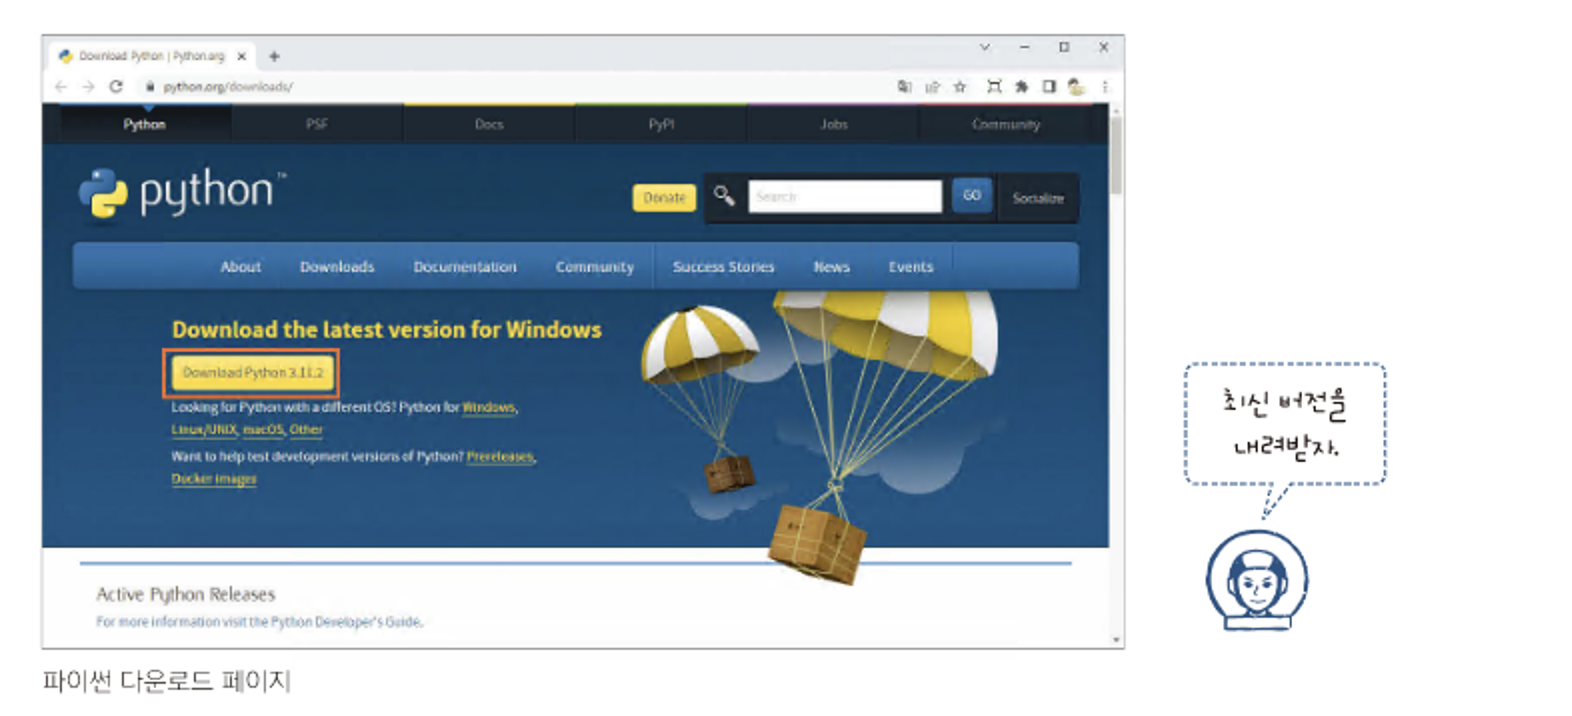 Download Python | Python.org
python.org/downloads/
Python PSF Docs PyPI Jobs Community
python™
Donate Search GO Socialize
About Downloads Documentation Community Success Stories News Events
Download the latest version for Windows
Download Python 3.11.2
Looking for Python with a different OS? Python for Windows,
Linux/UNIX, macOS, Other
Want to help test development versions of Python? Prereleases,
Docker images
Active Python Releases
For more information visit the Python Developer's Guide.
최신 버전을
내려받자.
파이썬 다운로드 페이지